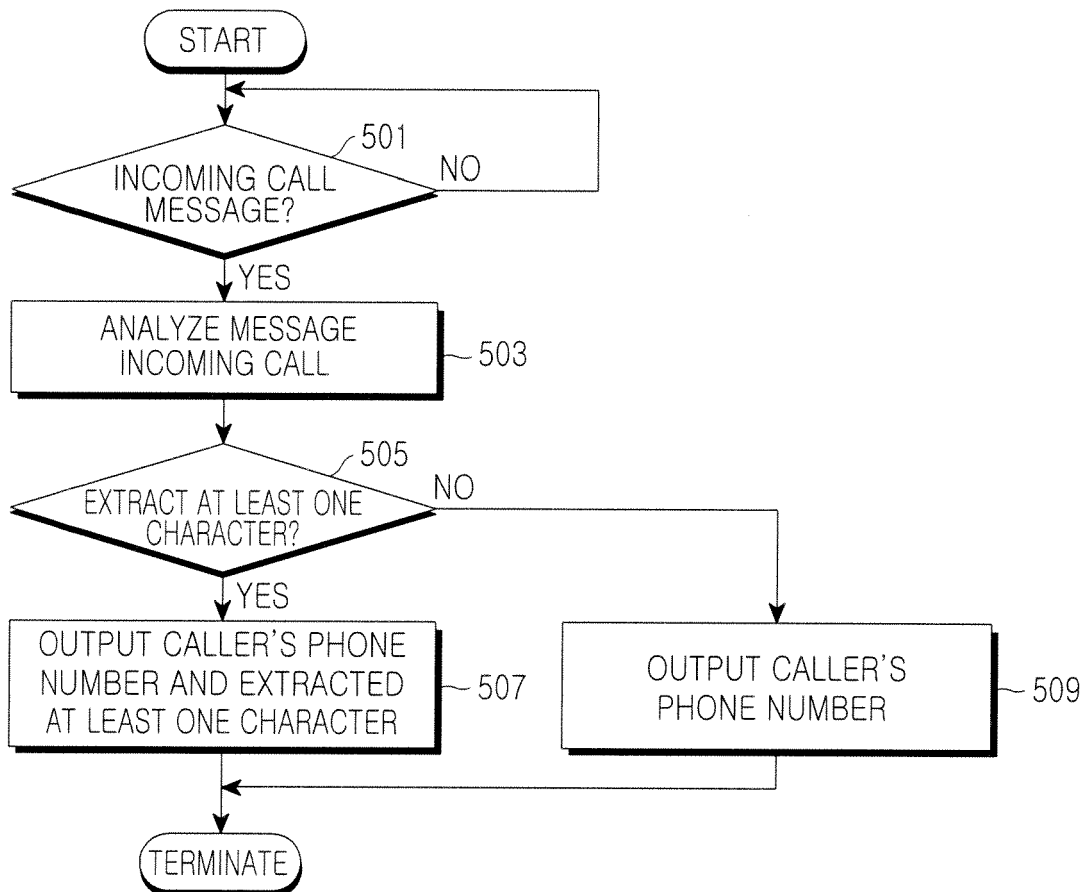 START
501
INCOMING CALL
MESSAGE?
NO
YES
ANALYZE MESSAGE
INCOMING CALL
503
505
EXTRACT AT LEAST ONE
CHARACTER?
NO
YES
OUTPUT CALLER'S PHONE
NUMBER AND EXTRACTED
AT LEAST ONE CHARACTER
507
OUTPUT CALLER'S
PHONE NUMBER
509
TERMINATE